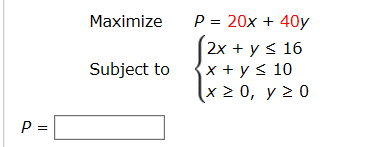 Maximize P = 20x + 40y
2x + y ≤ 16
Subject to x + y ≤ 10
x ≥ 0, y ≥ 0
P =